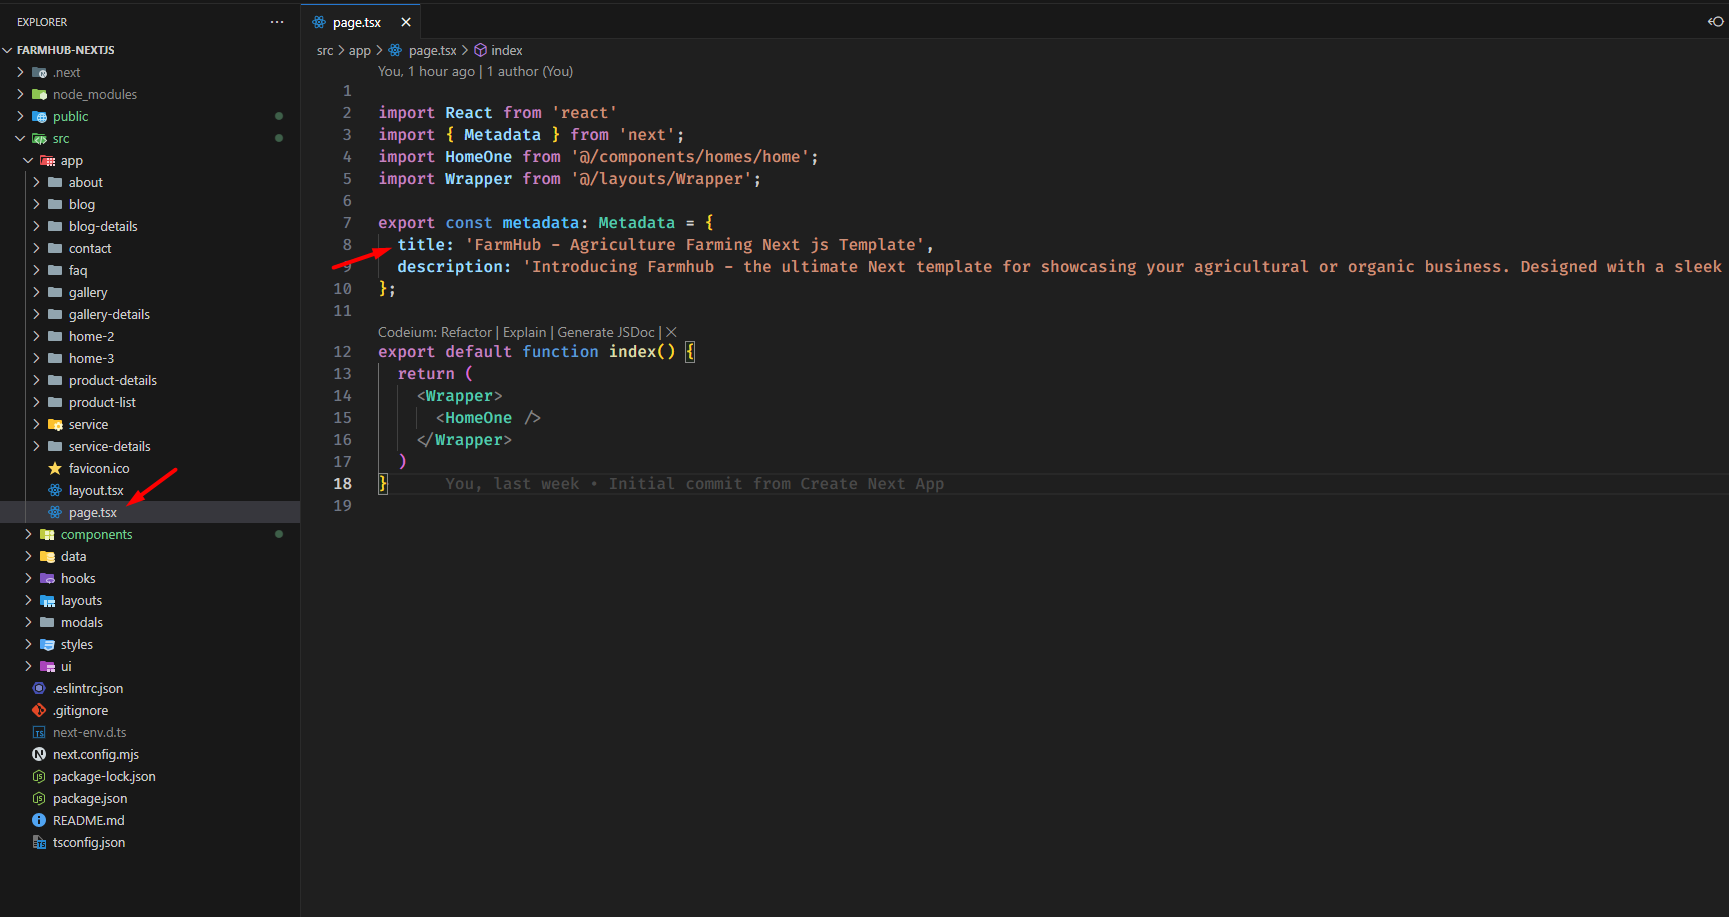 EXPLORER
FARMHUB-NEXTJS
.next
node_modules
public
src
app
about
blog
blog-details
contact
faq
gallery
gallery-details
home-2
home-3
product-details
product-list
service
service-details
favicon.ico
layout.tsx
page.tsx
components
data
hooks
layouts
modals
styles
ui
.eslintrc.json
.gitignore
next-env.d.ts
next.config.mjs
package-lock.json
package.json
README.md
tsconfig.json
page.tsx
src > app > page.tsx > index
You, 1 hour ago | 1 author (You)
1
2 import React from 'react'
3 import { Metadata } from 'next';
4 import HomeOne from '@/components/homes/home';
5 import Wrapper from '@/layouts/Wrapper';
6
7 export const metadata: Metadata = {
8 title: 'FarmHub - Agriculture Farming Next js Template',
9 description: 'Introducing Farmhub - the ultimate Next template for showcasing your agricultural or organic business. Designed with a sleek
10 };
11
Codeium: Refactor | Explain | Generate JSDoc | X
12 export default function index() {
13 return (
14 <Wrapper>
15 <HomeOne />
16 </Wrapper>
17 )
18 } You, last week • Initial commit from Create Next App
19